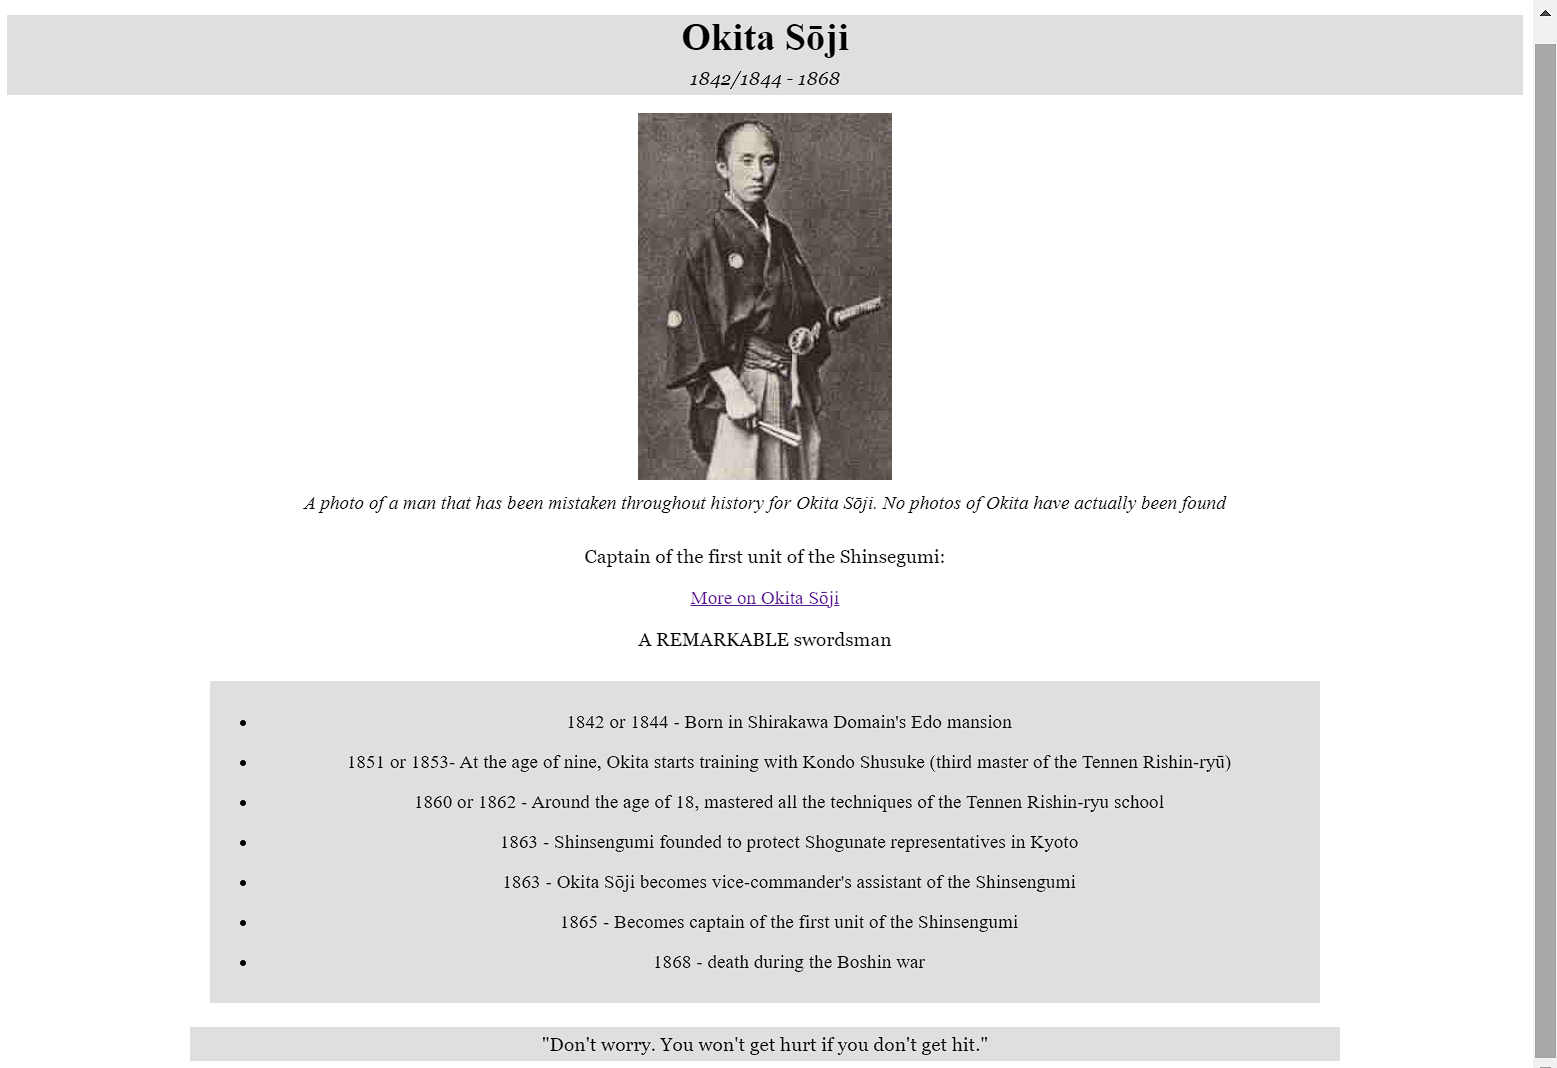 Okita Sōji
1842/1844 - 1868
A photo of a man that has been mistaken throughout history for Okita Sōji. No photos of Okita have actually been found
Captain of the first unit of the Shinsegumi:
More on Okita Sōji
A REMARKABLE swordsman
1842 or 1844 - Born in Shirakawa Domain's Edo mansion
1851 or 1853- At the age of nine, Okita starts training with Kondo Shusuke (third master of the Tennen Rishin-ryū)
1860 or 1862 - Around the age of 18, mastered all the techniques of the Tennen Rishin-ryu school
1863 - Shinsengumi founded to protect Shogunate representatives in Kyoto
1863 - Okita Sōji becomes vice-commander's assistant of the Shinsengumi
1865 - Becomes captain of the first unit of the Shinsengumi
1868 - death during the Boshin war
"Don't worry. You won't get hurt if you don't get hit."